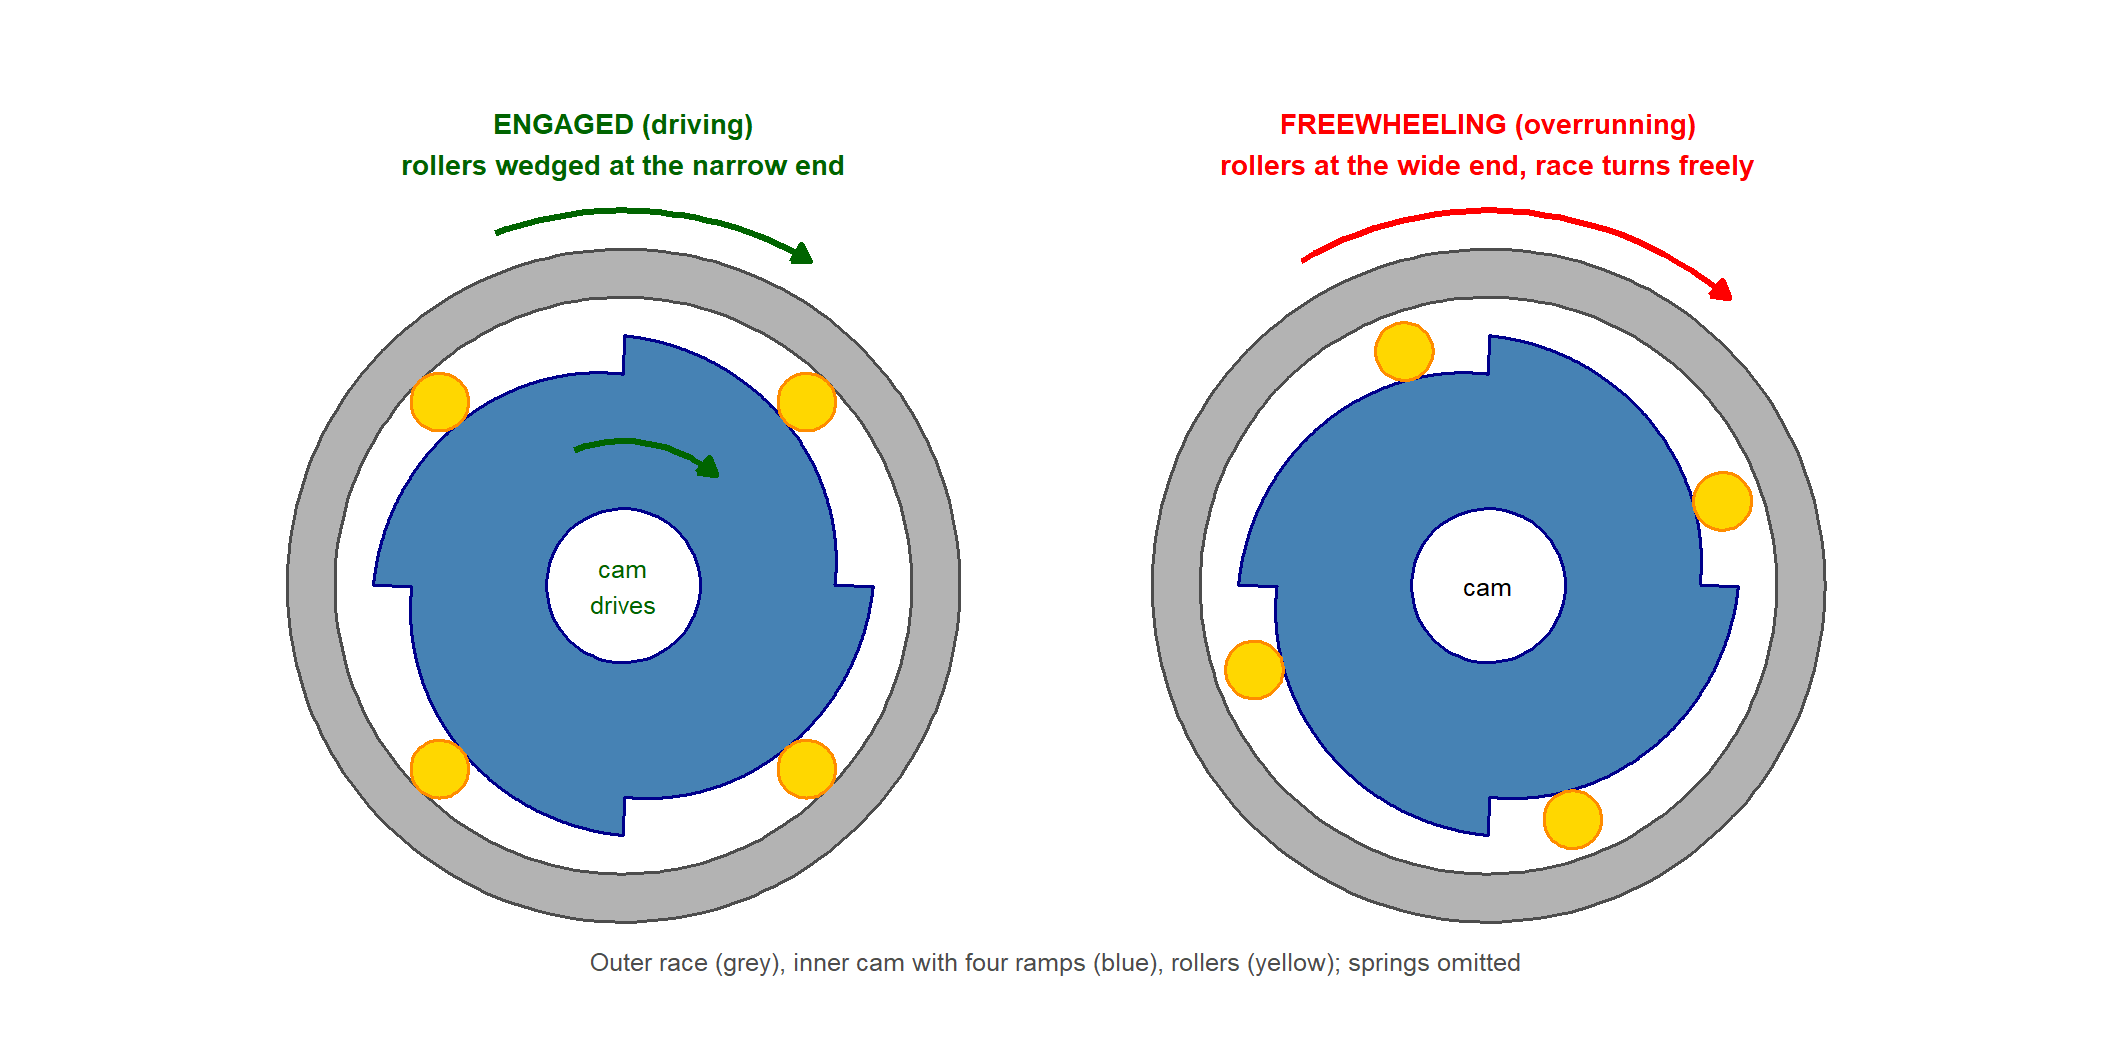 ENGAGED (driving)
rollers wedged at the narrow end
FREEWHEELING (overrunning)
rollers at the wide end, race turns freely
cam
drives
cam
Outer race (grey), inner cam with four ramps (blue), rollers (yellow); springs omitted